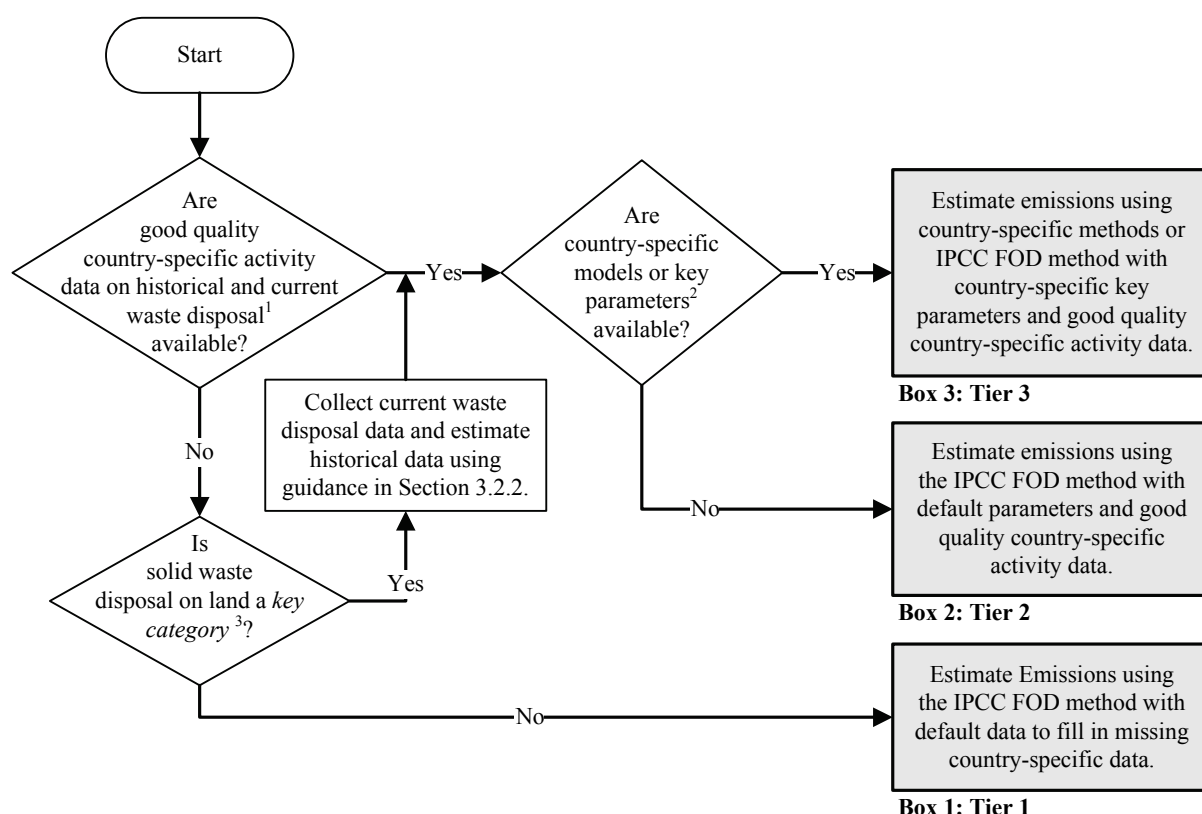 Start
Are
good quality
country-specific activity
data on historical and current
waste disposal1
available?
Yes
Are
country-specific
models or key
parameters2
available?
Yes
Estimate emissions using
country-specific methods or
IPCC FOD method with
country-specific key
parameters and good quality
country-specific activity data.
Box 3: Tier 3
No
Collect current waste
disposal data and estimate
historical data using
guidance in Section 3.2.2.
No
Estimate emissions using
the IPCC FOD method with
default parameters and good
quality country-specific
activity data.
Box 2: Tier 2
Is
solid waste
disposal on land a key
category 3?
Yes
No
Estimate Emissions using
the IPCC FOD method with
default data to fill in missing
country-specific data.
Box 1: Tier 1